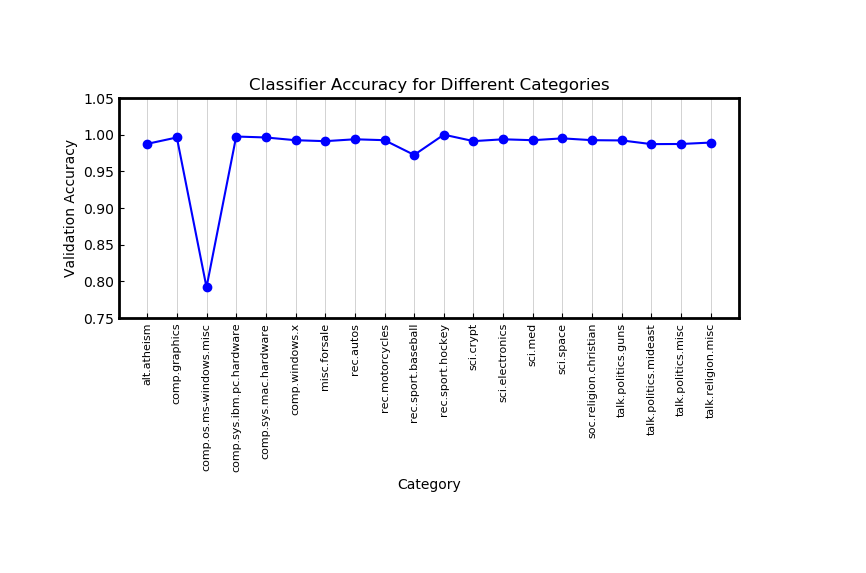 Classifier Accuracy for Different Categories
Validation Accuracy
1.05
1.00
0.95
0.90
0.85
0.80
0.75
alt.atheism
comp.graphics
comp.os.ms-windows.misc
comp.sys.ibm.pc.hardware
comp.sys.mac.hardware
comp.windows.x
misc.forsale
rec.autos
rec.motorcycles
rec.sport.baseball
rec.sport.hockey
sci.crypt
sci.electronics
sci.med
sci.space
soc.religion.christian
talk.politics.guns
talk.politics.mideast
talk.politics.misc
talk.religion.misc
Category